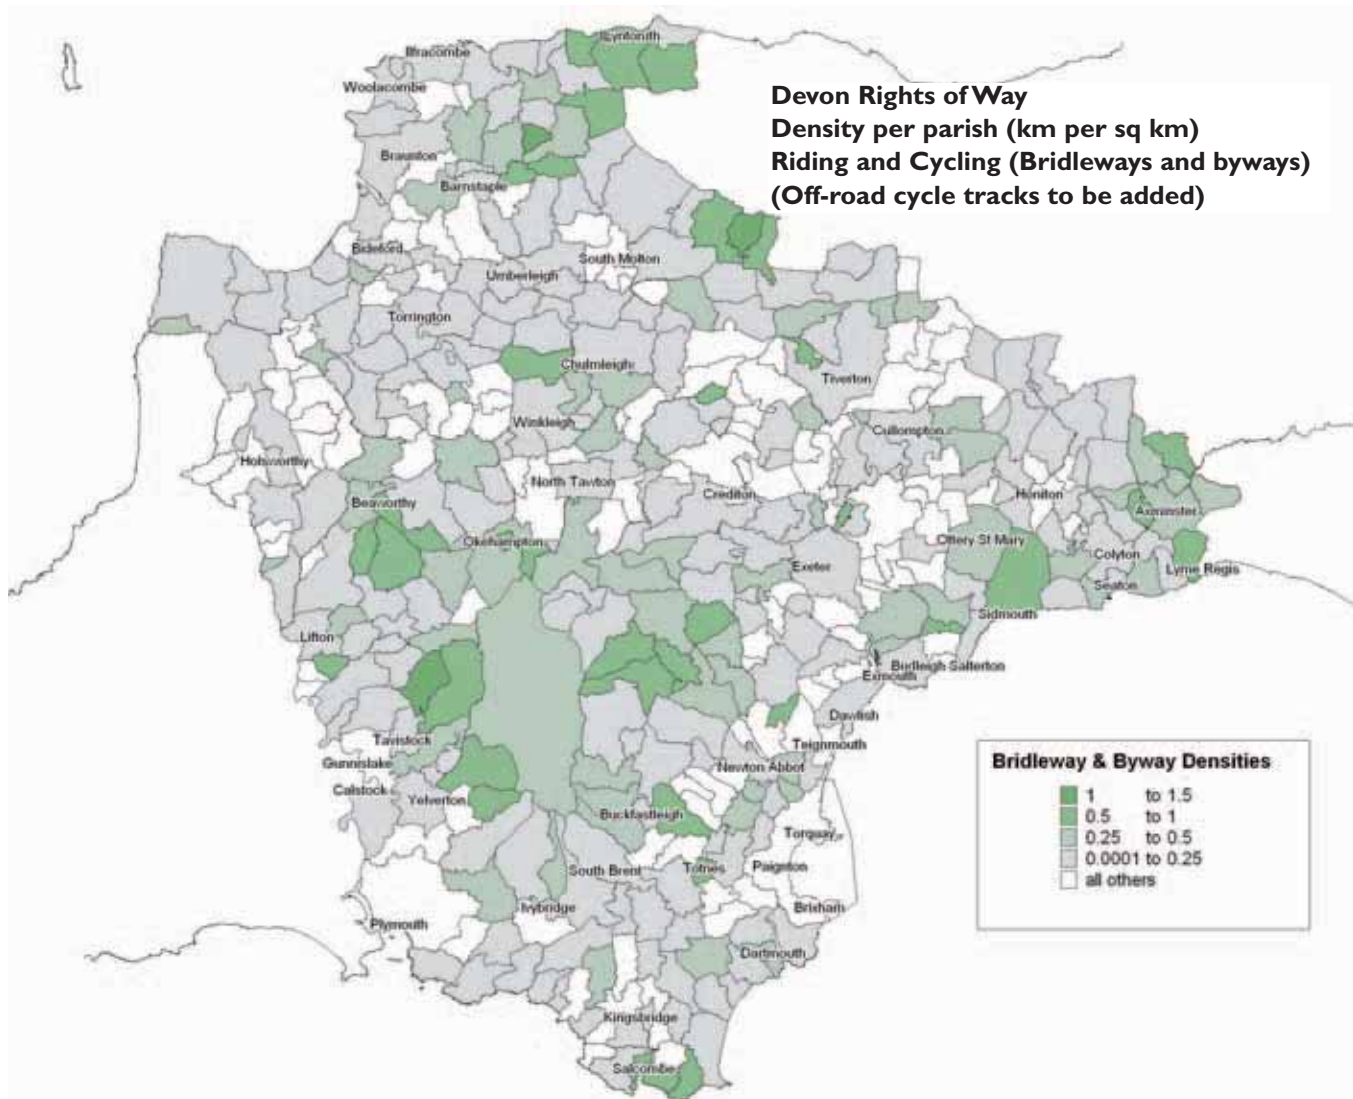 Devon Rights of Way
Density per parish (km per sq km)
Riding and Cycling (Bridleways and byways)
(Off-road cycle tracks to be added)
Lyntonith
Ilfracombe
Woolacombe
Braunton
Barnstaple
Bideford
South Molton
Umberleigh
Torrington
Chulmleigh
Tiverton
Winkleigh
Cullompton
Holsworthy
North Tawton
Crediton
Honiton
Beaworthy
Axminster
Okehampton
Ottery St Mary
Colyton
Exeter
Lyme Regis
Seaton
Sidmouth
Lifton
Budleigh Salterton
Exmouth
Dawlish
Tavistock
Teignmouth
Gunnislake
Newton Abbot
Calstock
Yelverton
Buckfastleigh
Torquay
South Brent
Totnes
Paignton
Ivybridge
Brixham
Plymouth
Dartmouth
Kingsbridge
Salcombe
Bridleway & Byway Densities
1 to 1.5
0.5 to 1
0.25 to 0.5
0.0001 to 0.25
all others